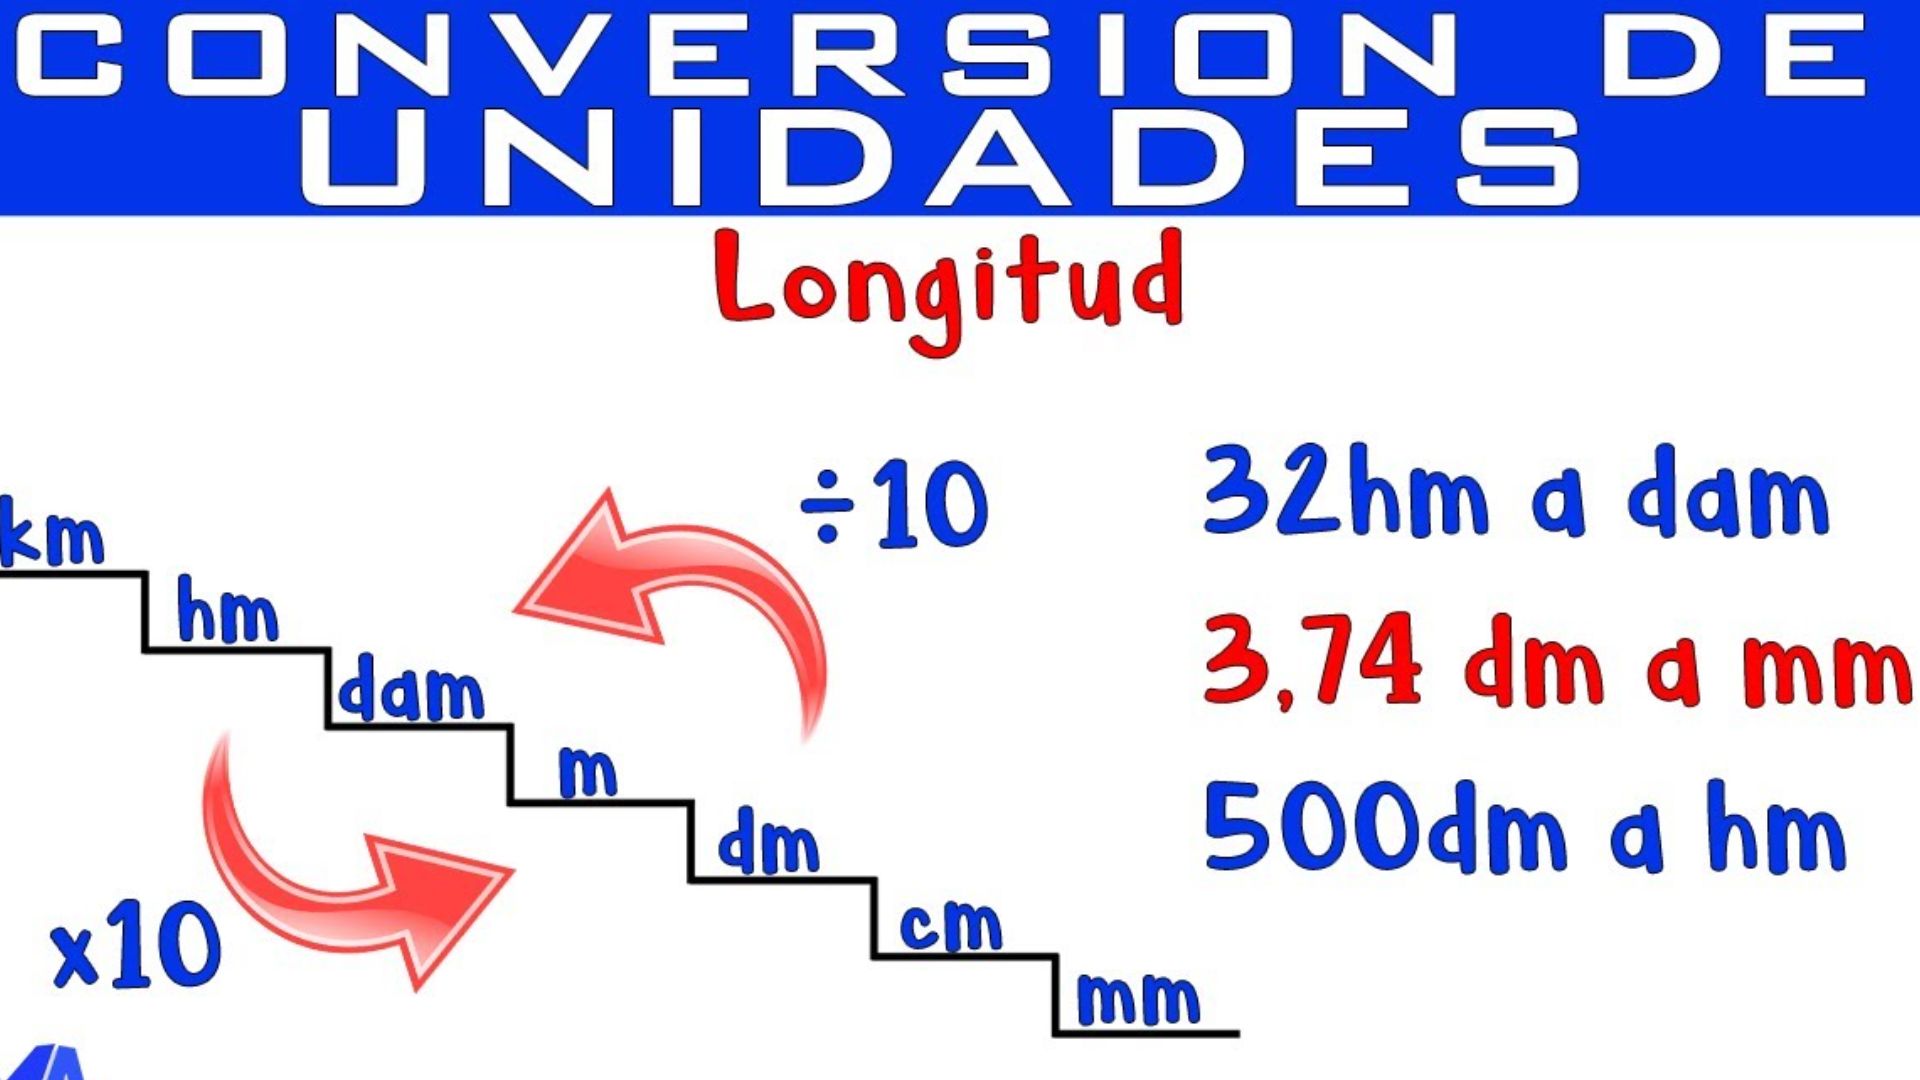 CONVERSION DE
UNIDADES
Longitud
km
hm
dam
m
dm
cm
mm
÷10
x10
32hm a dam
3,74 dm a mm
500dm a hm